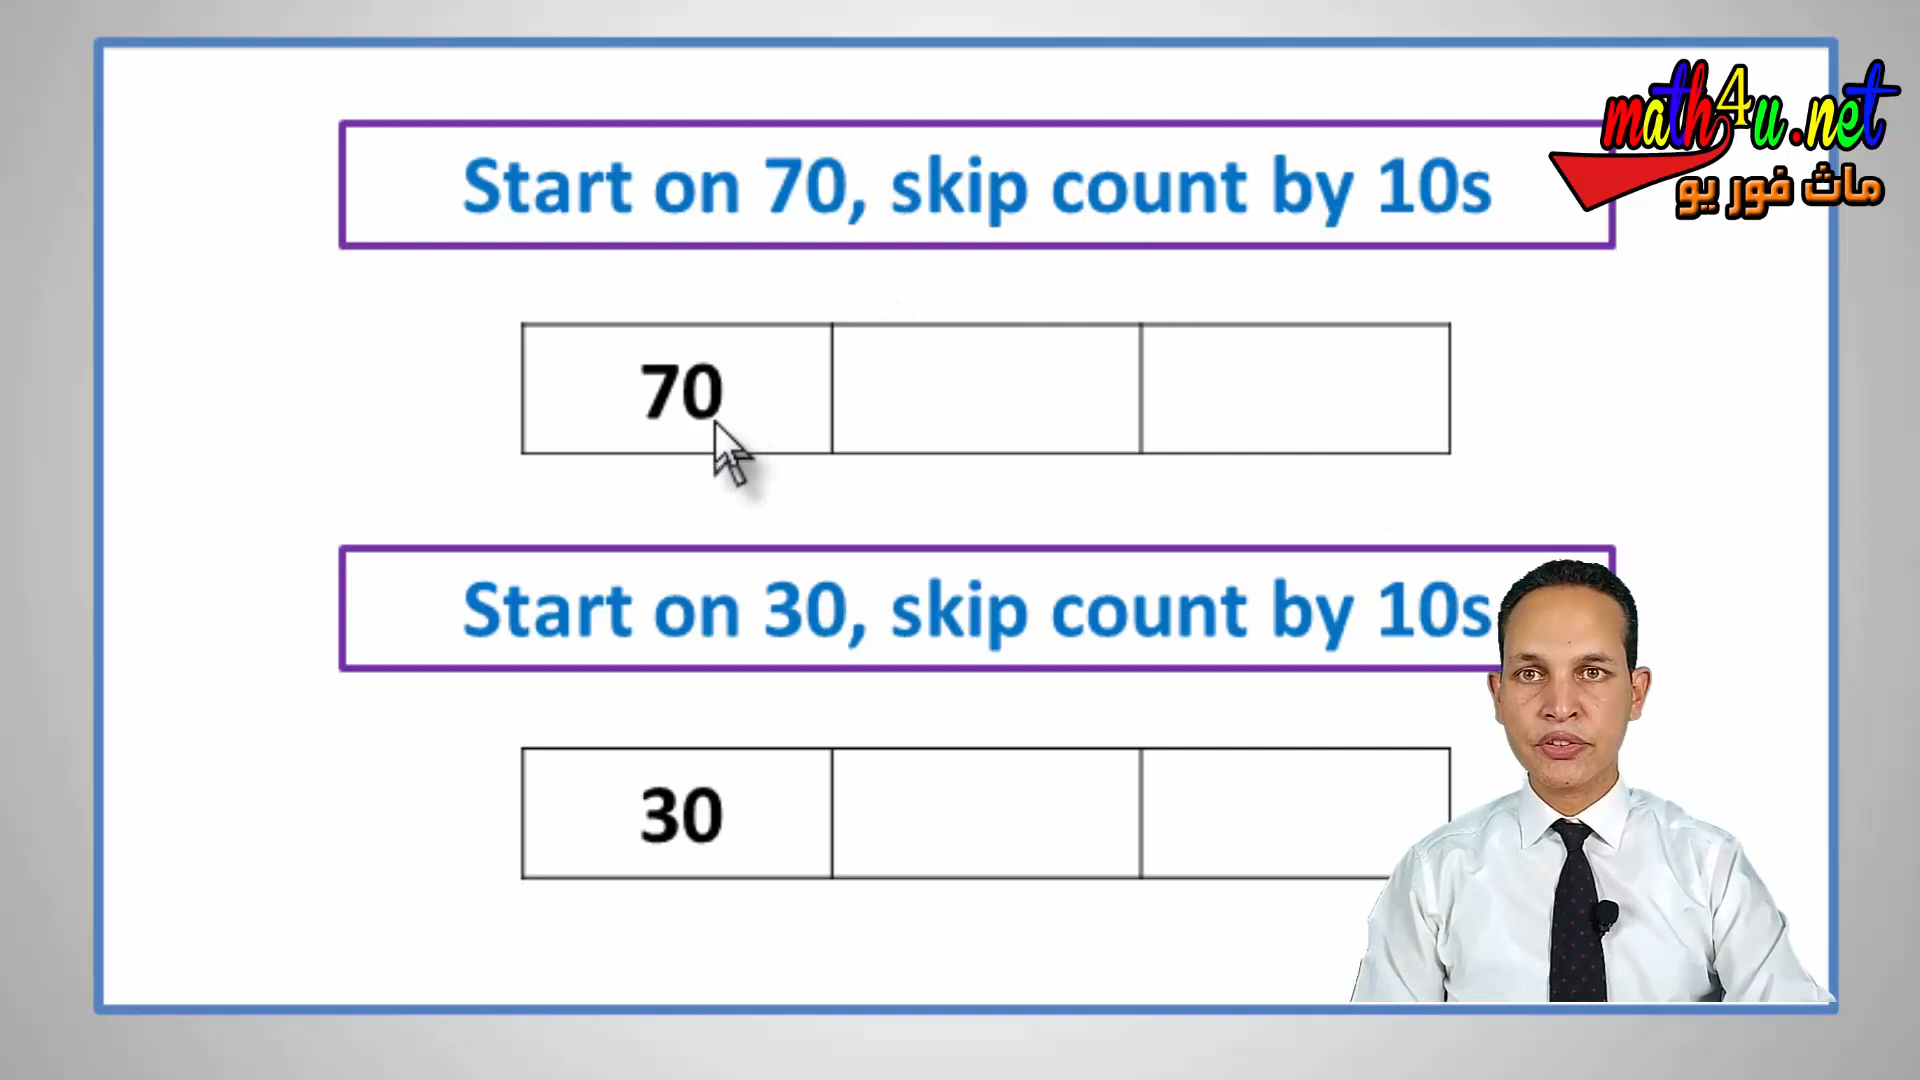 math4u.net
ماث فور يو
Start on 70, skip count by 10s
70
Start on 30, skip count by 10s
30